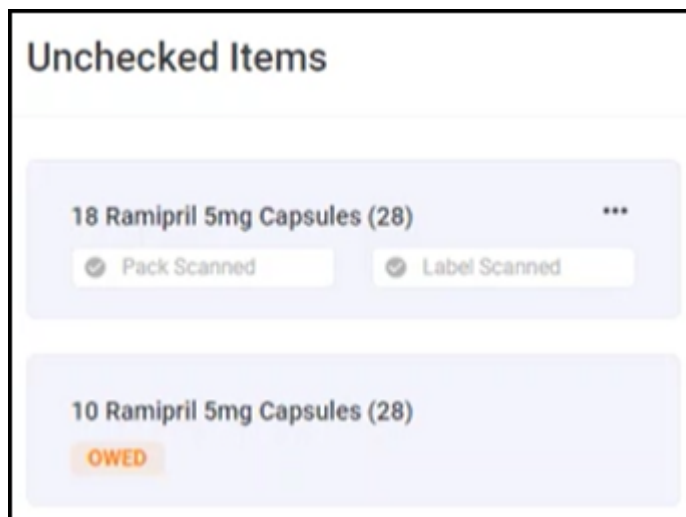 Unchecked Items
18 Ramipril 5mg Capsules (28)
Pack Scanned
Label Scanned
10 Ramipril 5mg Capsules (28)
OWED